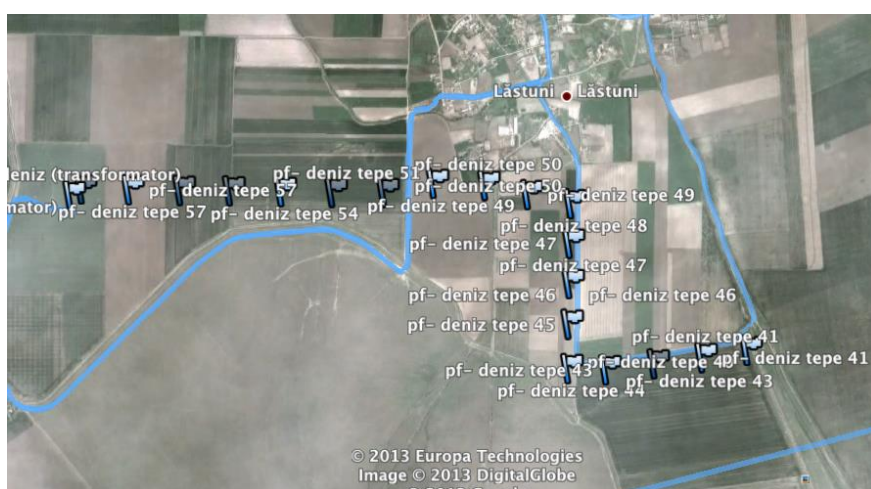 Lăstuni Lăstuni
pf- deniz tepe 50
deniz (transformator)
pf- deniz tepe 51
pf- deniz tepe 50
pf- deniz tepe 57
pf- deniz tepe 49
pf- deniz tepe 57
pf- deniz tepe 54
pf- deniz tepe 49
pf- deniz tepe 48
pf- deniz tepe 47
pf- deniz tepe 47
pf- deniz tepe 46
pf- deniz tepe 46
pf- deniz tepe 45
pf- deniz tepe 41
pf- deniz tepe 41
pf- deniz tepe 43
pf- deniz tepe 43
pf- deniz tepe 44
© 2013 Europa Technologies
Image © 2013 DigitalGlobe